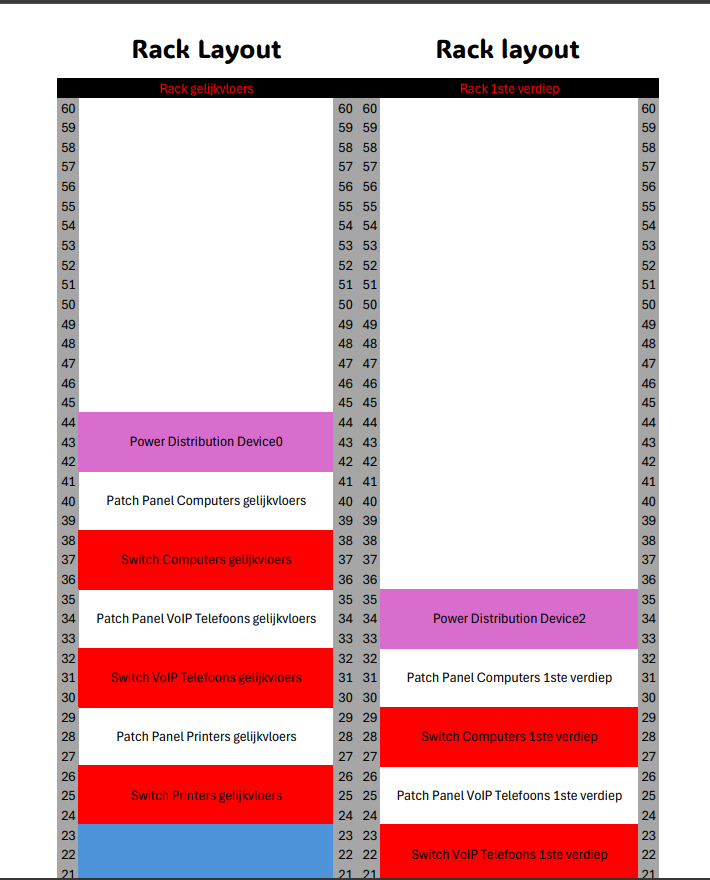 Rack Layout Rack layout
Rack gelijkvloers Rack 1ste verdiep
60 60 60 60
59 59 59 59
58 58 58 58
57 57 57 57
56 56 56 56
55 55 55 55
54 54 54 54
53 53 53 53
52 52 52 52
51 51 51 51
50 50 50 50
49 49 49 49
48 48 48 48
47 47 47 47
46 46 46 46
45 45 45 45
44 44 44 44
43 Power Distribution Device0 43 43 43
42 42 42 42
41 41 41 41
40 Patch Panel Computers gelijkvloers 40 40 40
39 39 39 39
38 38 38 38
37 Switch Computers gelijkvloers 37 37 37
36 36 36 36
35 35 35 35
34 Patch Panel VoIP Telefoons gelijkvloers 34 34 Power Distribution Device2 34
33 33 33 33
32 32 32 32
31 Switch VoIP Telefoons gelijkvloers 31 31 Patch Panel Computers 1ste verdiep 31
30 30 30 30
29 29 29 29
28 Patch Panel Printers gelijkvloers 28 28 Switch Computers 1ste verdiep 28
27 27 27 27
26 26 26 26
25 Switch Printers gelijkvloers 25 25 Patch Panel VoIP Telefoons 1ste verdiep 25
24 24 24 24
23 23 23 23
22 22 22 Switch VoIP Telefoons 1ste verdiep 22
21 21 21 21